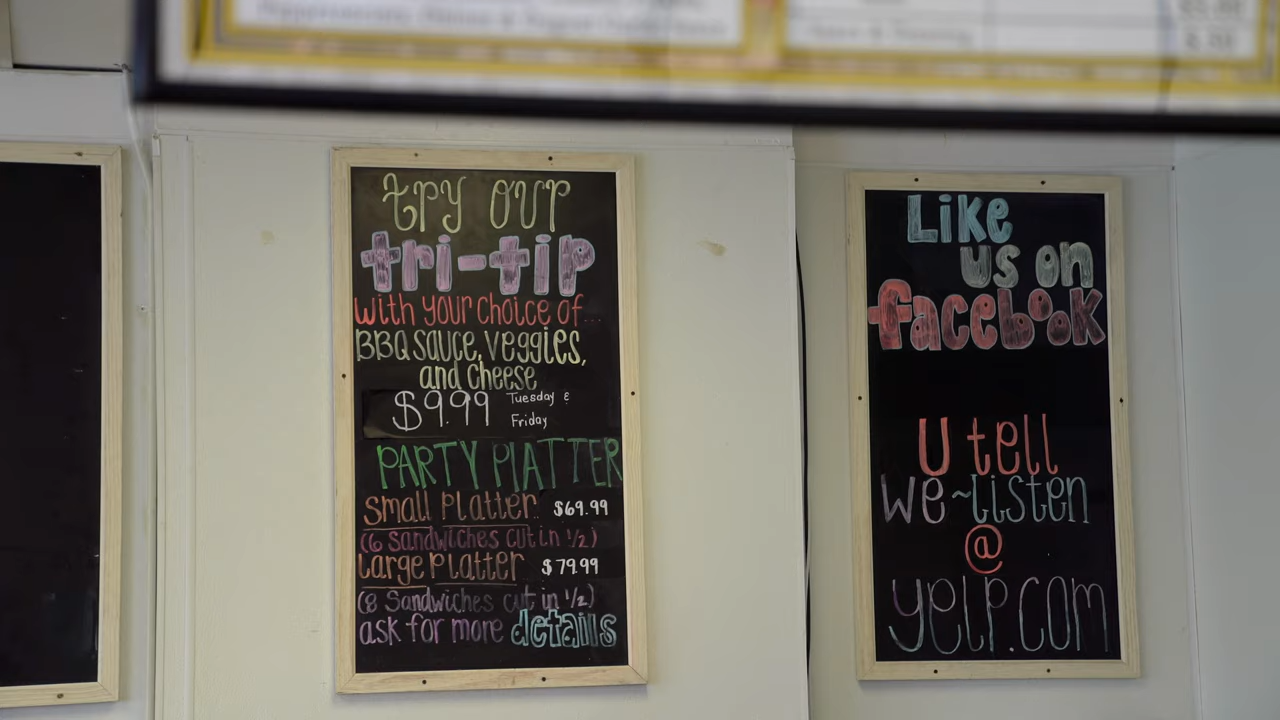 try our
tri-tip
with your choice of...
BBQ sauce, veggies,
and cheese
$9.99 Tuesday &
Friday
PARTY PLATTER
small platter $69.99
(6 sandwiches cut in 1/2)
Large Platter $79.99
(8 sandwiches cut in 1/2)
ask for more details
Like
us on
facebook
U tell
we~Listen
@
yelp.com